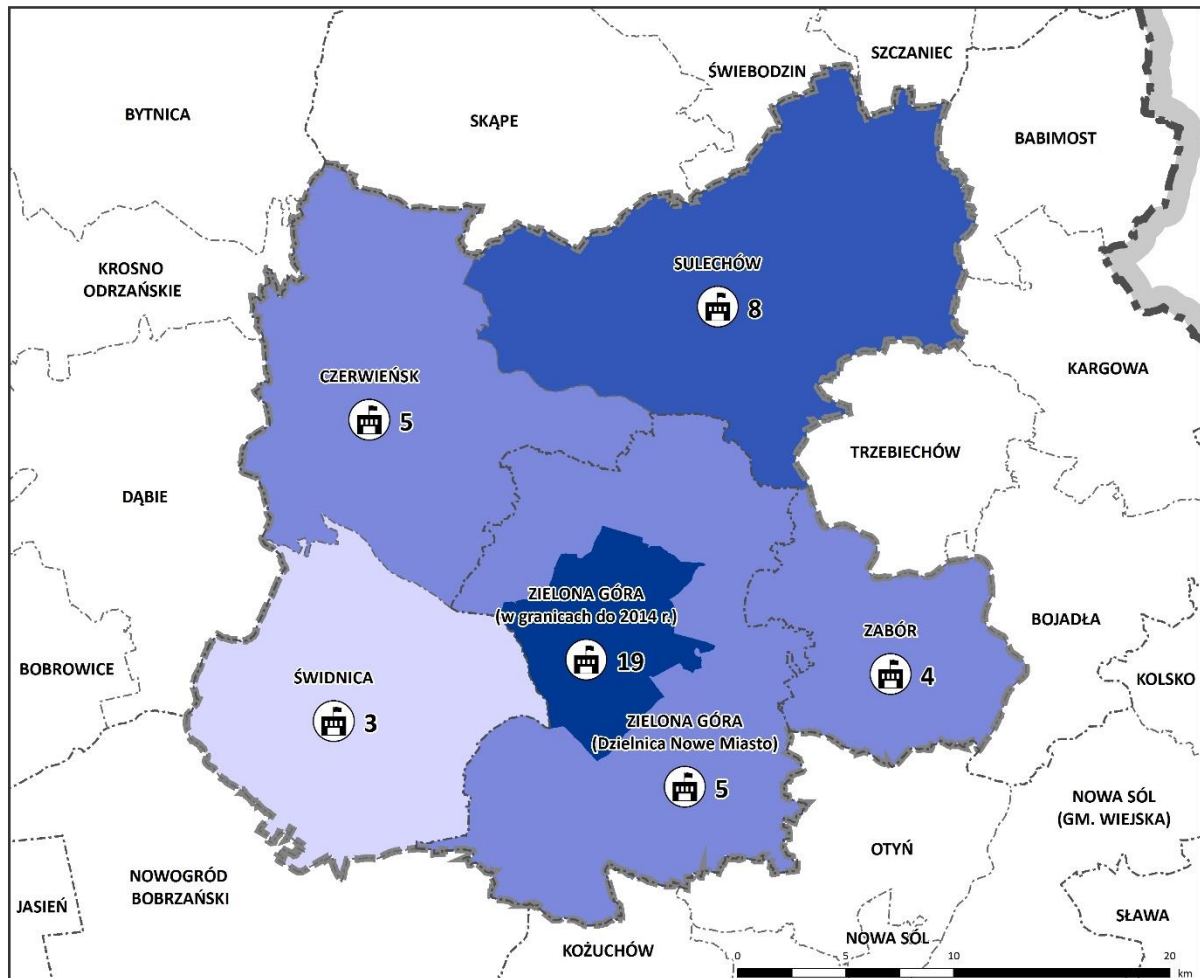 SZCZANIEC
ŚWIEBODZIN
BYTNICA
SKĄPE
BABIMOST
KROSNO
ODRZAŃSKIE
SULECHÓW
8
KARGOWA
CZERWIEŃSK
5
TRZEBIECHÓW
DĄBIE
ZIELONA GÓRA
(w granicach do 2014 r.)
19
ZABÓR
4
BOJADŁA
BOBROWICE
KOLSKO
ŚWIDNICA
3
ZIELONA GÓRA
(Dzielnica Nowe Miasto)
5
NOWA SÓL
(GM. WIEJSKA)
OTYŃ
NOWOGRÓD
BOBRZAŃSKI
JASIEŃ
SŁAWA
KOŻUCHÓW
NOWA SÓL
0 5 10 20
km